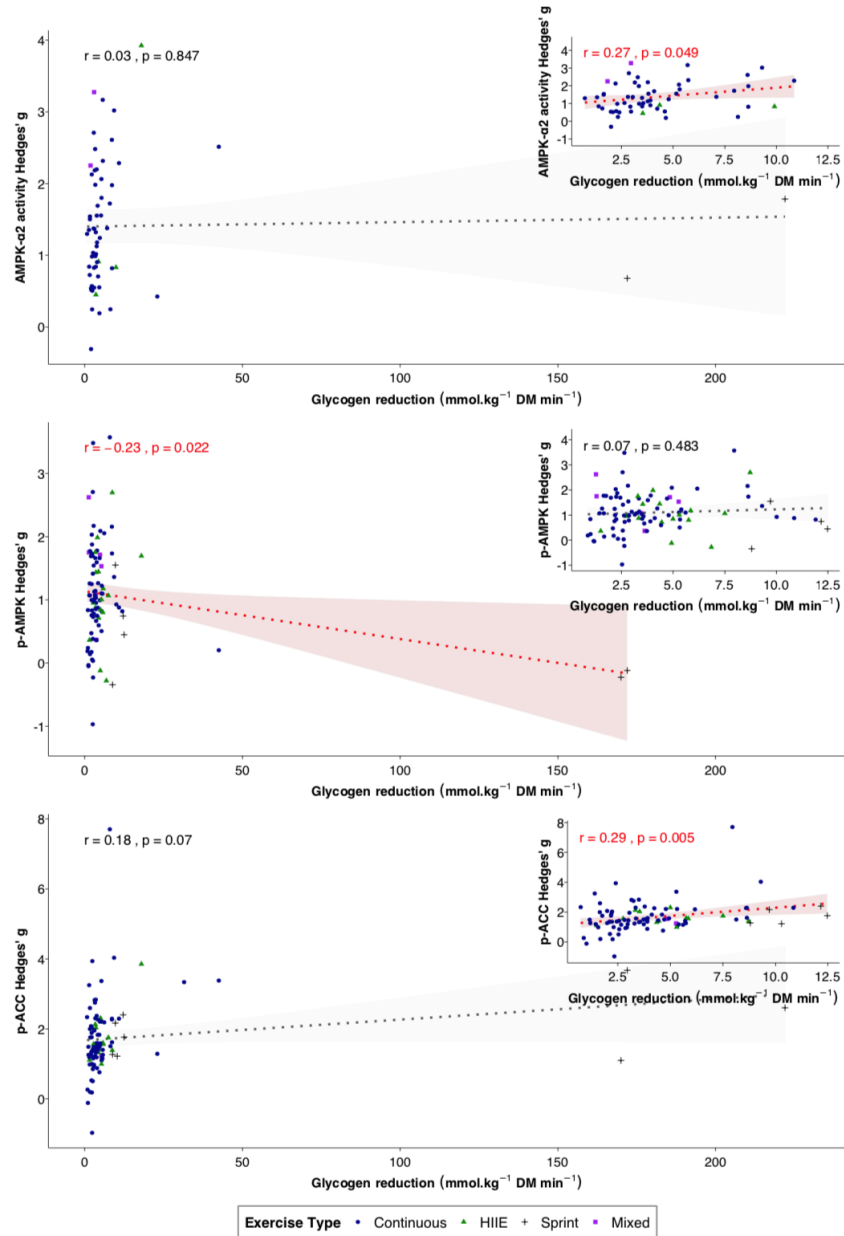 AMPK-α2 activity Hedges' g
4
3
2
1
0
r = 0.03 , p = 0.847
0 50 100 150 200
Glycogen reduction (mmol.kg⁻¹ DM min⁻¹)
AMPK-α2 activity Hedges' g
4
3
2
1
0
-1
r = 0.27 , p = 0.049
2.5 5.0 7.5 10.0 12.5
Glycogen reduction (mmol.kg⁻¹ DM min⁻¹)
p-AMPK Hedges' g
3
2
1
0
-1
r = −0.23 , p = 0.022
0 50 100 150 200
Glycogen reduction (mmol.kg⁻¹ DM min⁻¹)
p-AMPK Hedges' g
4
3
2
1
0
-1
r = 0.07 , p = 0.483
2.5 5.0 7.5 10.0 12.5
Glycogen reduction (mmol.kg⁻¹ DM min⁻¹)
p-ACC Hedges' g
8
6
4
2
0
r = 0.18 , p = 0.07
0 50 100 150 200
Glycogen reduction (mmol.kg⁻¹ DM min⁻¹)
p-ACC Hedges' g
8
6
4
2
0
r = 0.29 , p = 0.005
2.5 5.0 7.5 10.0 12.5
Glycogen reduction (mmol.kg⁻¹ DM min⁻¹)
Exercise Type Continuous HIIE Sprint Mixed